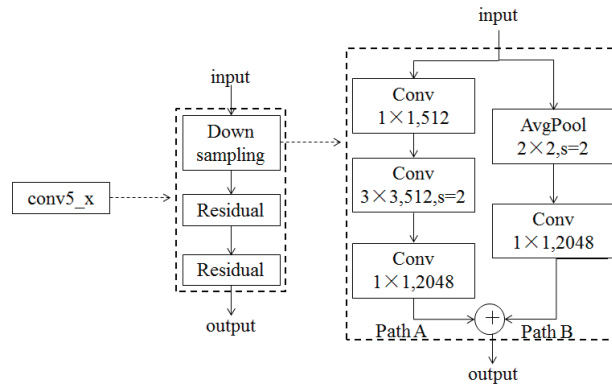 conv5_x
input
Down
sampling
Residual
Residual
output
input
Conv
1×1,512
Conv
3×3,512,s=2
Conv
1×1,2048
Path A
AvgPool
2×2,s=2
Conv
1×1,2048
Path B
+
output